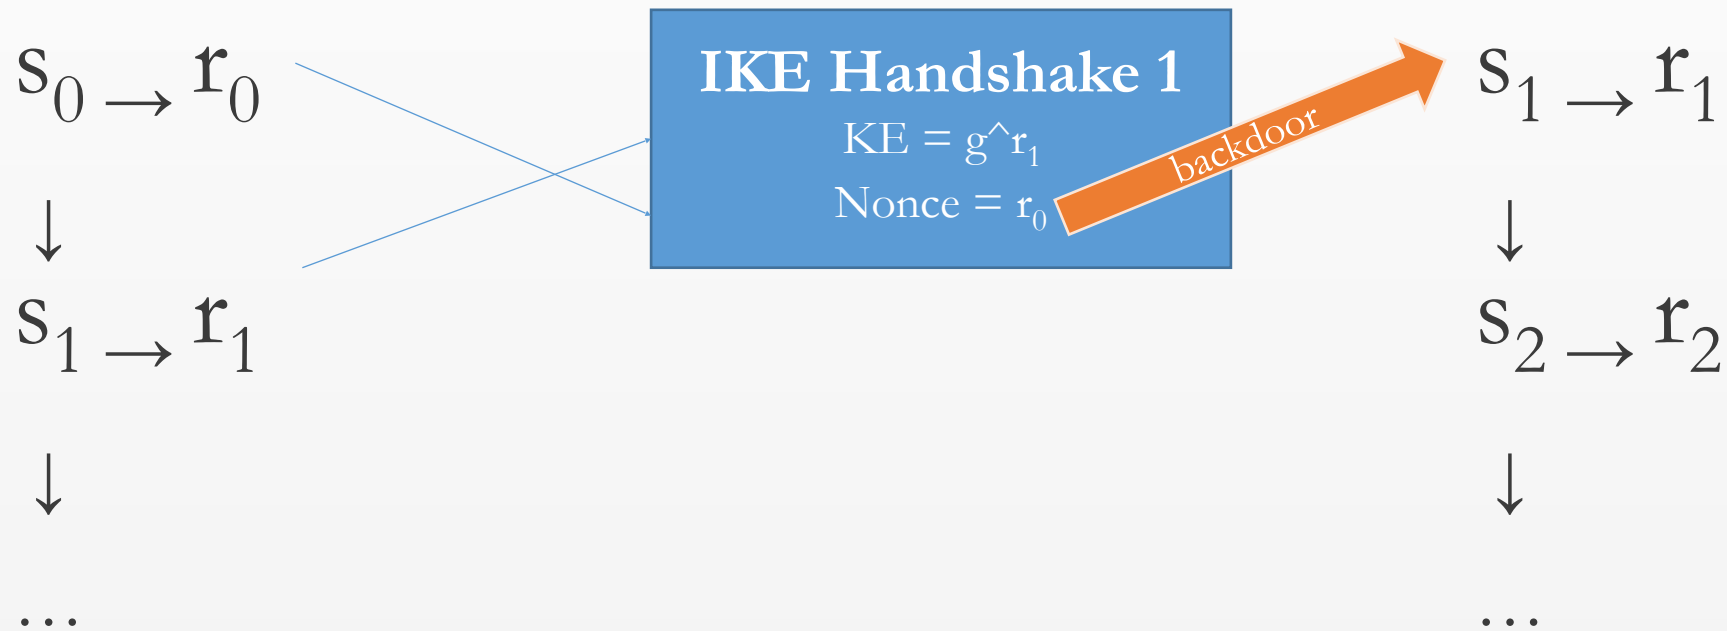 s₀ → r₀
↓
s₁ → r₁
↓
…
IKE Handshake 1
KE = g^r₁
Nonce = r₀
backdoor
s₁ → r₁
↓
s₂ → r₂
↓
…